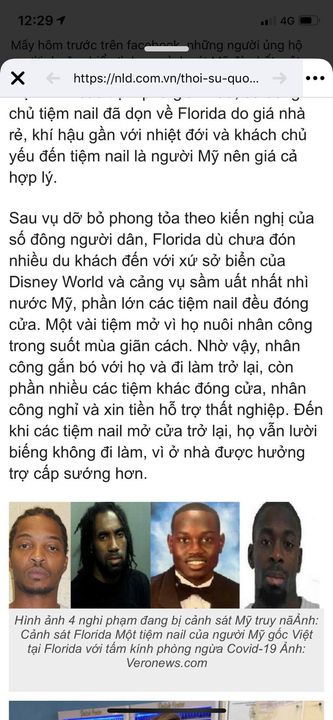 12:29
4G
Mấy hôm trước trên facebook, những người ủng hộ
https://nld.com.vn/thoi-su-quo...
chủ tiệm nail đã dọn về Florida do giá nhà
rẻ, khí hậu gần với nhiệt đới và khách chủ
yếu đến tiệm nail là người Mỹ nên giá cả
hợp lý.
Sau vụ dỡ bỏ phong tỏa theo kiến nghị của
số đông người dân, Florida dù chưa đón
nhiều du khách đến với xứ sở biển của
Disney World và cảng vụ sầm uất nhất nhì
nước Mỹ, phần lớn các tiệm nail đều đóng
cửa. Một vài tiệm mở vì họ nuôi nhân công
trong suốt mùa giãn cách. Nhờ vậy, nhân
công gắn bó với họ và đi làm trở lại, còn
phần nhiều các tiệm khác đóng cửa, nhân
công nghỉ và xin tiền hỗ trợ thất nghiệp. Đến
khi các tiệm nail mở cửa trở lại, họ vẫn lười
biếng không đi làm, vì ở nhà được hưởng
trợ cấp sướng hơn.
Hình ảnh 4 nghi phạm đang bị cảnh sát Mỹ truy nãẢnh:
Cảnh sát Florida Một tiệm nail của người Mỹ gốc Việt
tại Florida với tấm kính phòng ngừa Covid-19 Ảnh:
Veronews.com